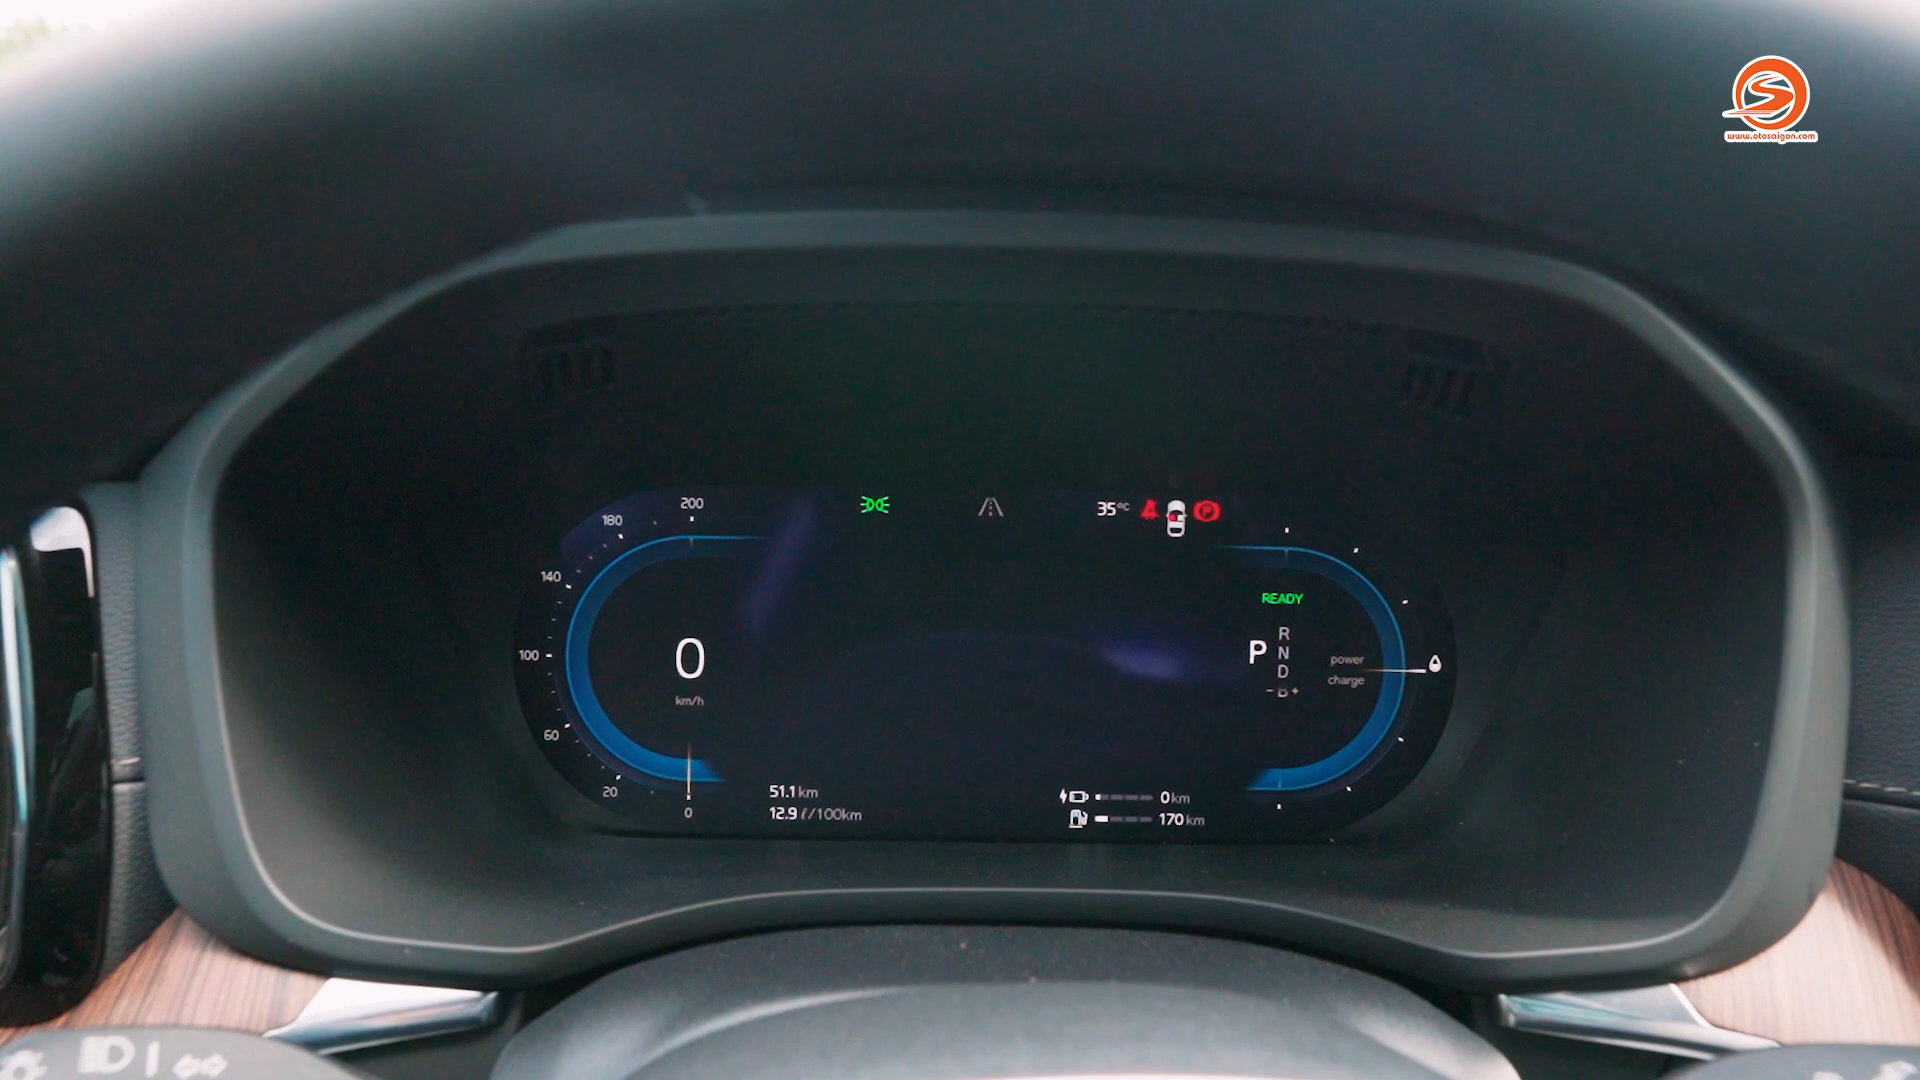 www.otosaigon.com
200
180
140
100
60
20
0
0
km/h
35°C
P
READY
P
R
N
D
- B +
power
charge
51.1 km
12.9 ℓ/100km
0 km
170 km